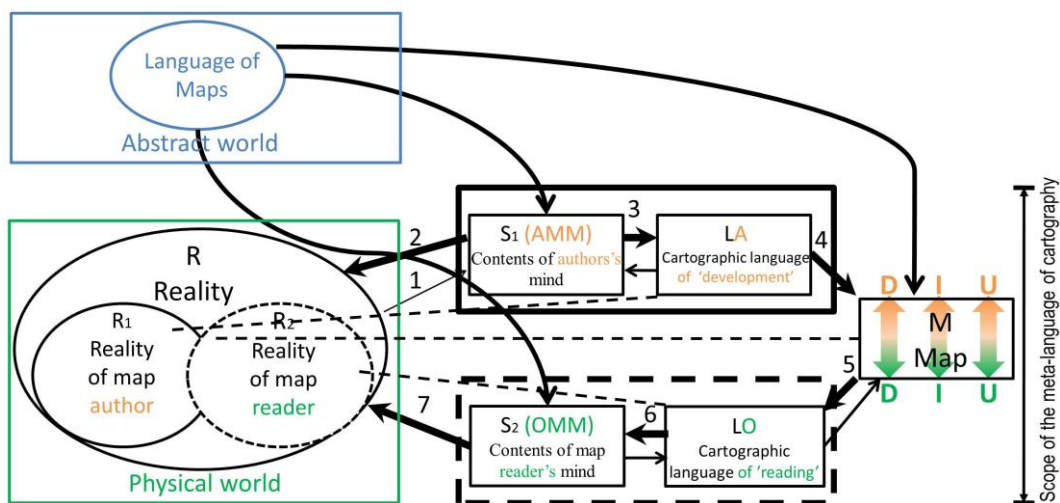 Language of
Maps
Abstract world
R
Reality
R1
Reality
of map
author
R2
Reality
of map
reader
Physical world
2
1
S1 (AMM)
Contents of authors's
mind
3
LA
Cartographic language
of 'development'
4
D I U
M
Map
D I U
5
7
S2 (OMM)
Contents of map
reader's mind
6
LO
Cartographic
language of 'reading'
Scope of the meta-language of cartography